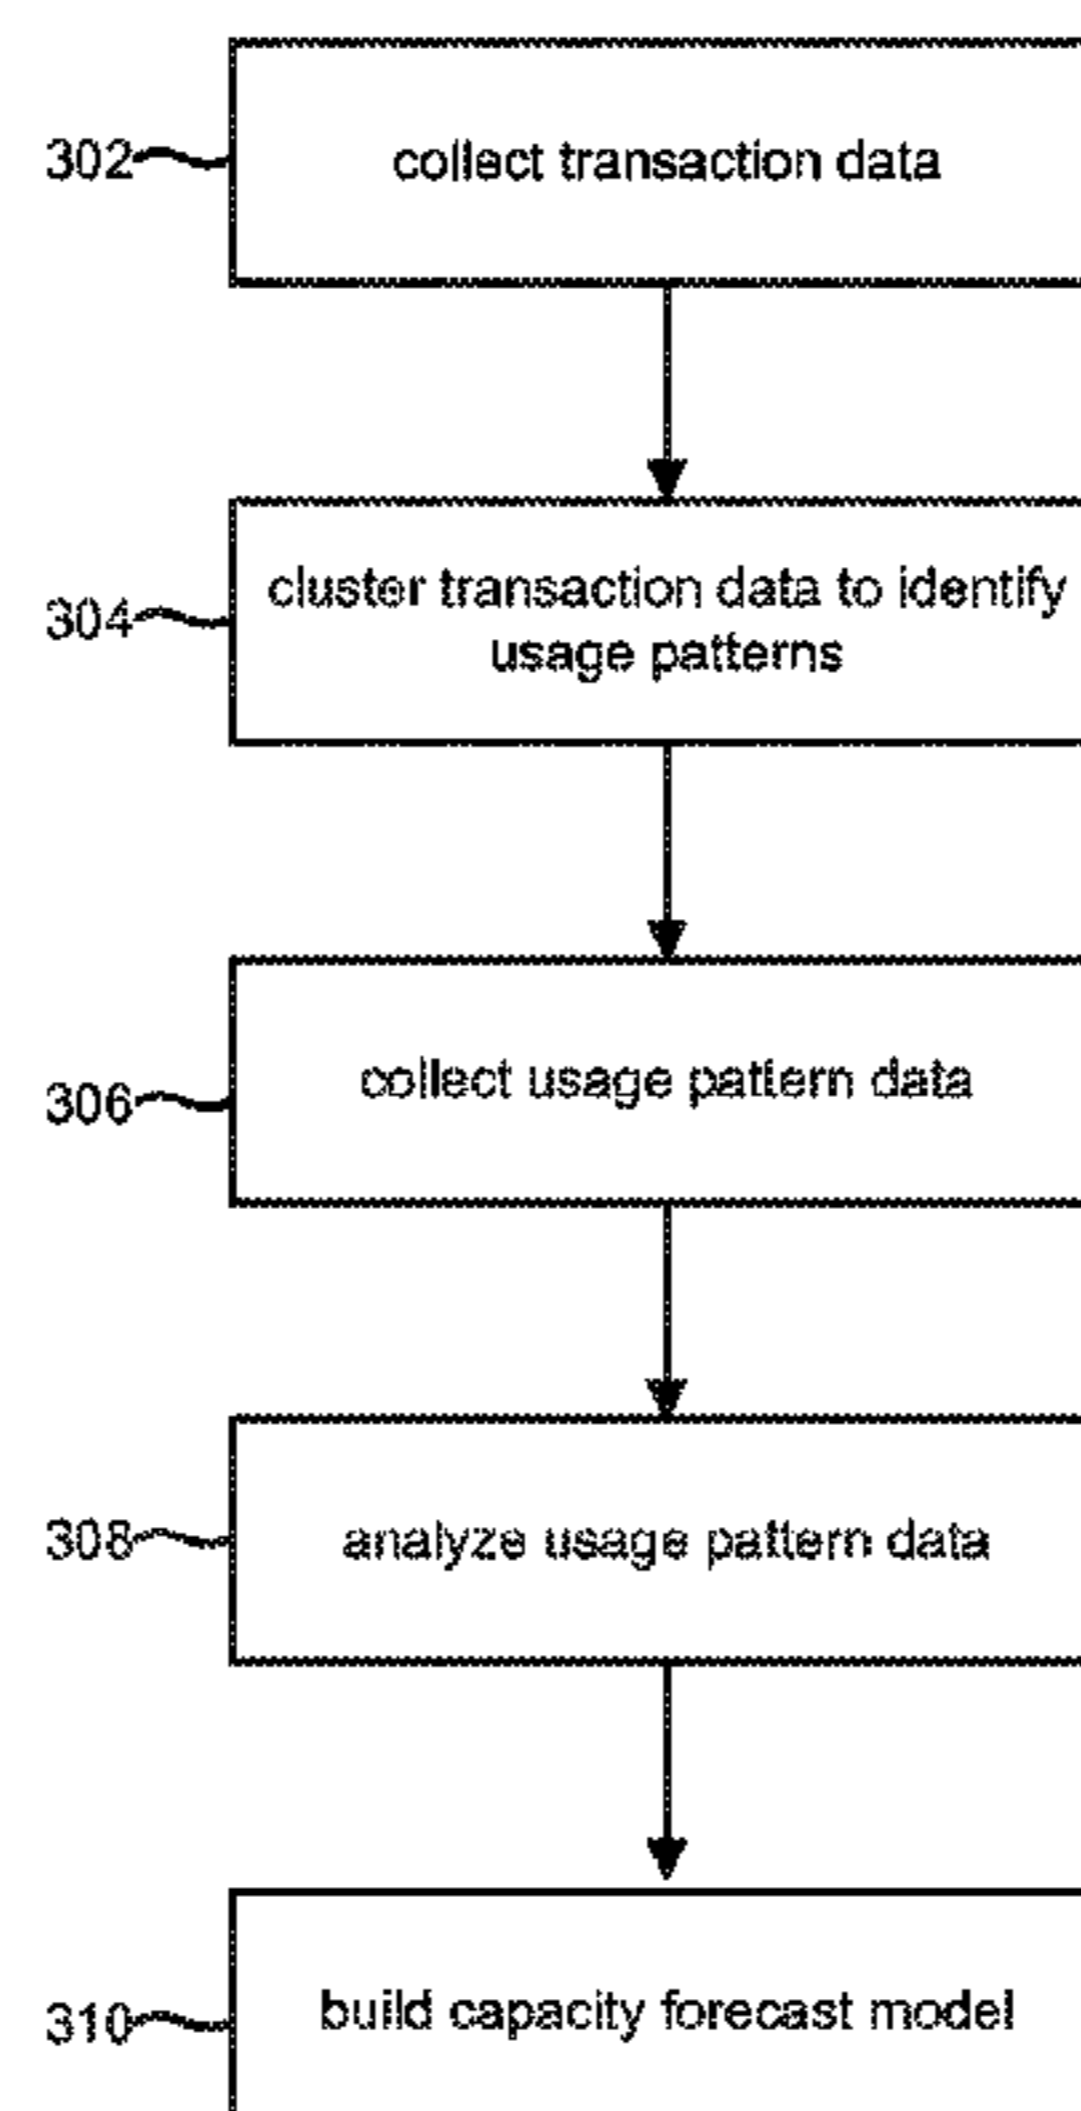 302
collect transaction data
304
cluster transaction data to identify
usage patterns
306
collect usage pattern data
308
analyze usage pattern data
310
build capacity forecast model